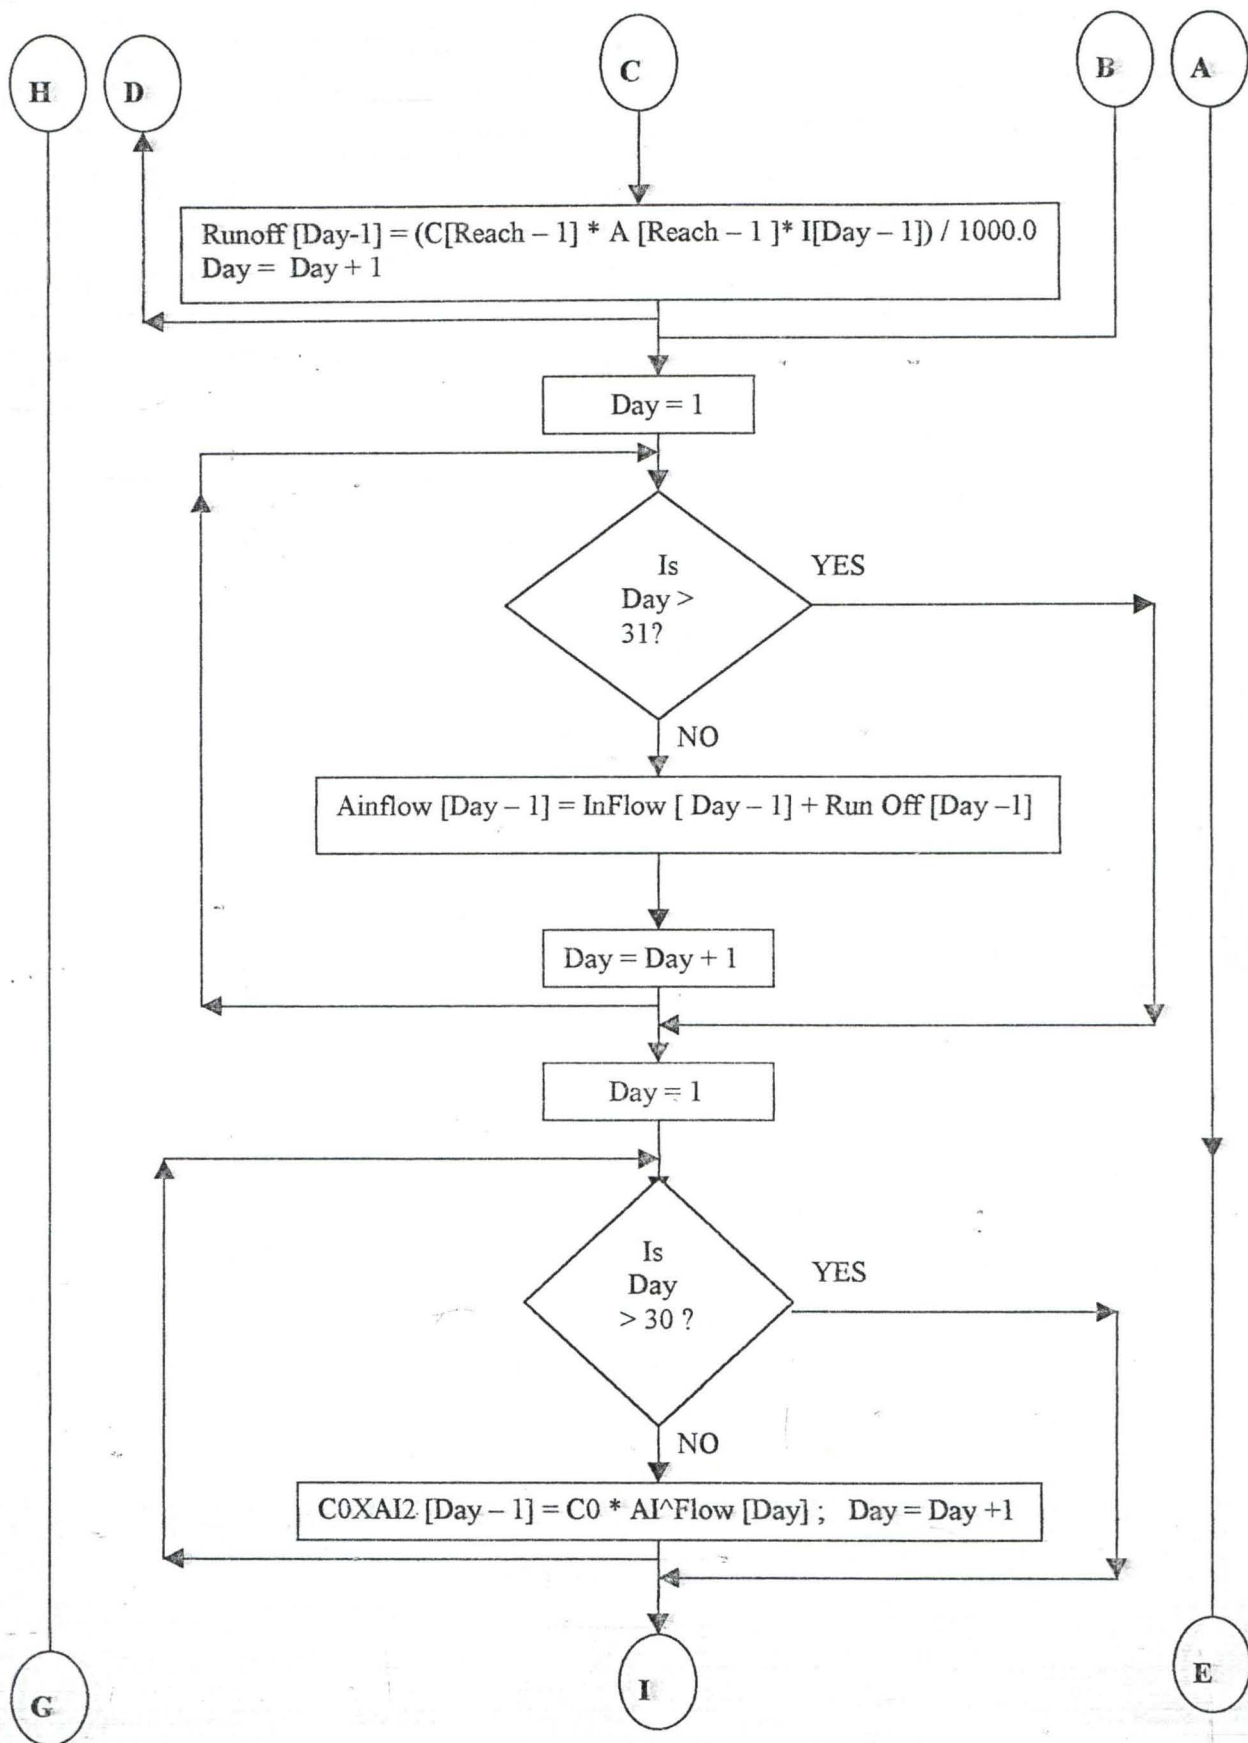 H D C B A
Runoff [Day-1] = (C[Reach – 1] * A [Reach – 1 ]* I[Day – 1]) / 1000.0
Day = Day + 1
Day = 1
Is
Day >
31?
YES
NO
Ainflow [Day – 1] = InFlow [ Day – 1] + Run Off [Day –1]
Day = Day + 1
Day = 1
Is
Day
> 30 ?
YES
NO
C0XAI2 [Day – 1] = C0 * AI^Flow [Day] ; Day = Day +1
G I E